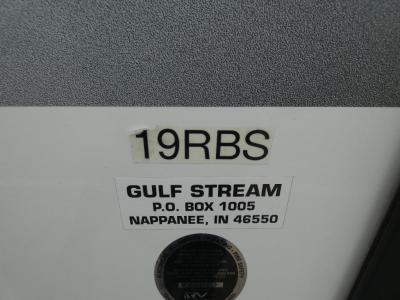 19RBS
GULF STREAM
P.O. BOX 1005
NAPPANEE, IN 46550